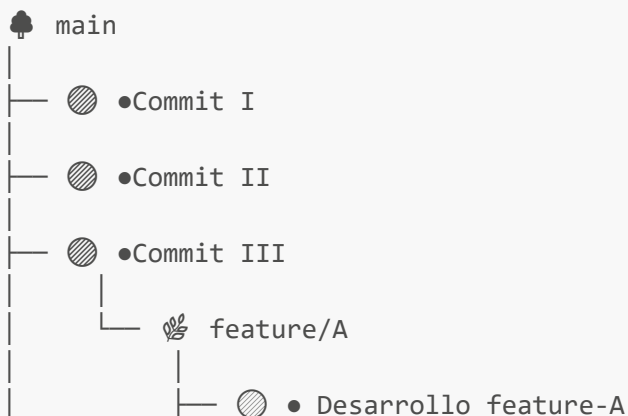 main
●Commit I
●Commit II
●Commit III
feature/A
● Desarrollo feature-A